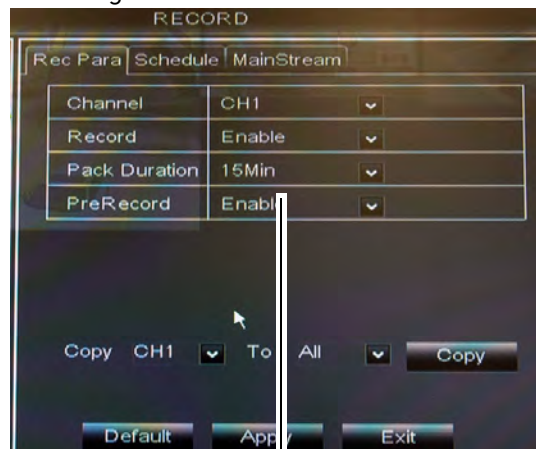 RECORD
Rec Para Schedule MainStream
Channel CH1
Record Enable
Pack Duration 15Min
PreRecord Enable
Copy CH1 To All Copy
Default Apply Exit